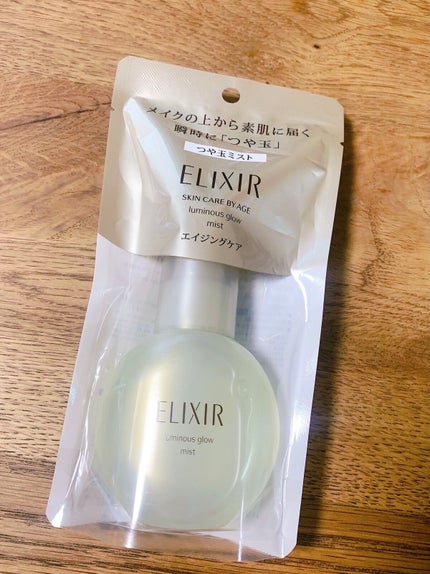 メイクの上から素肌に届く
瞬時に「つや玉」
つや玉ミスト
ELIXIR
SKIN CARE BY AGE
luminous glow
mist
エイジングケア
ELIXIR
luminous glow
mist